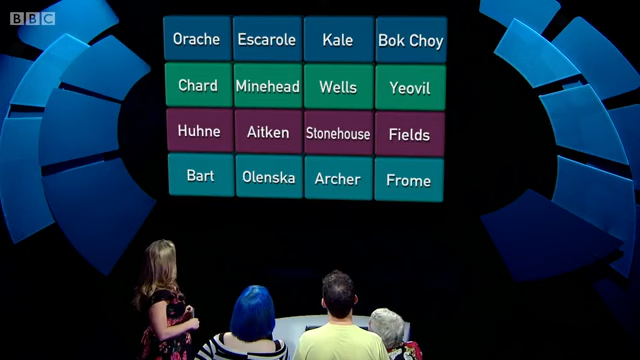 BBC
Orache Escarole Kale Bok Choy
Chard Minehead Wells Yeovil
Huhne Aitken Stonehouse Fields
Bart Olenska Archer Frome